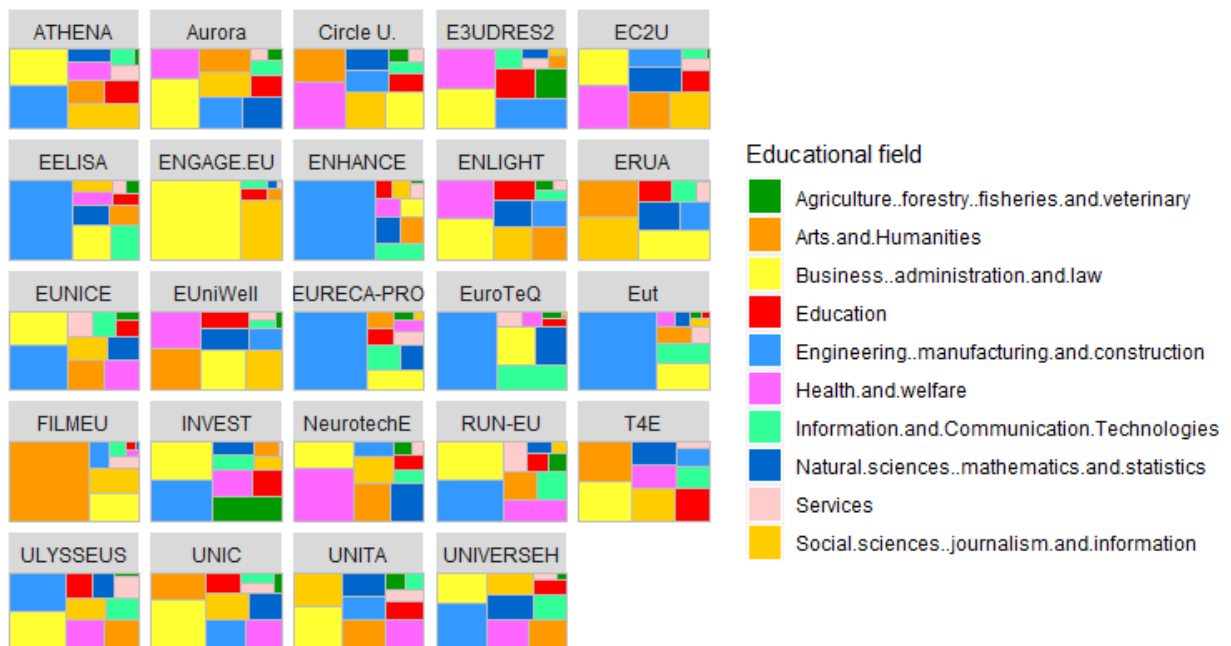 ATHENA Aurora Circle U. E3UDRES2 EC2U
EELISA ENGAGE.EU ENHANCE ENLIGHT ERUA
EUNICE EUniWell EURECA-PRO EuroTeQ Eut
FILMEU INVEST NeurotechE RUN-EU T4E
ULYSSEUS UNIC UNITA UNIVERSEH
Educational field
Agriculture..forestry..fisheries.and.veterinary
Arts.and.Humanities
Business..administration.and.law
Education
Engineering..manufacturing.and.construction
Health.and.welfare
Information.and.Communication.Technologies
Natural.sciences..mathematics.and.statistics
Services
Social.sciences..journalism.and.information